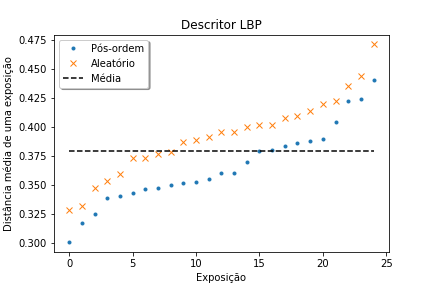 Descritor LBP
Pós-ordem
Aleatório
Média
Distância média de uma exposição
0.475
0.450
0.425
0.400
0.375
0.350
0.325
0.300
0
5
10
15
20
25
Exposição